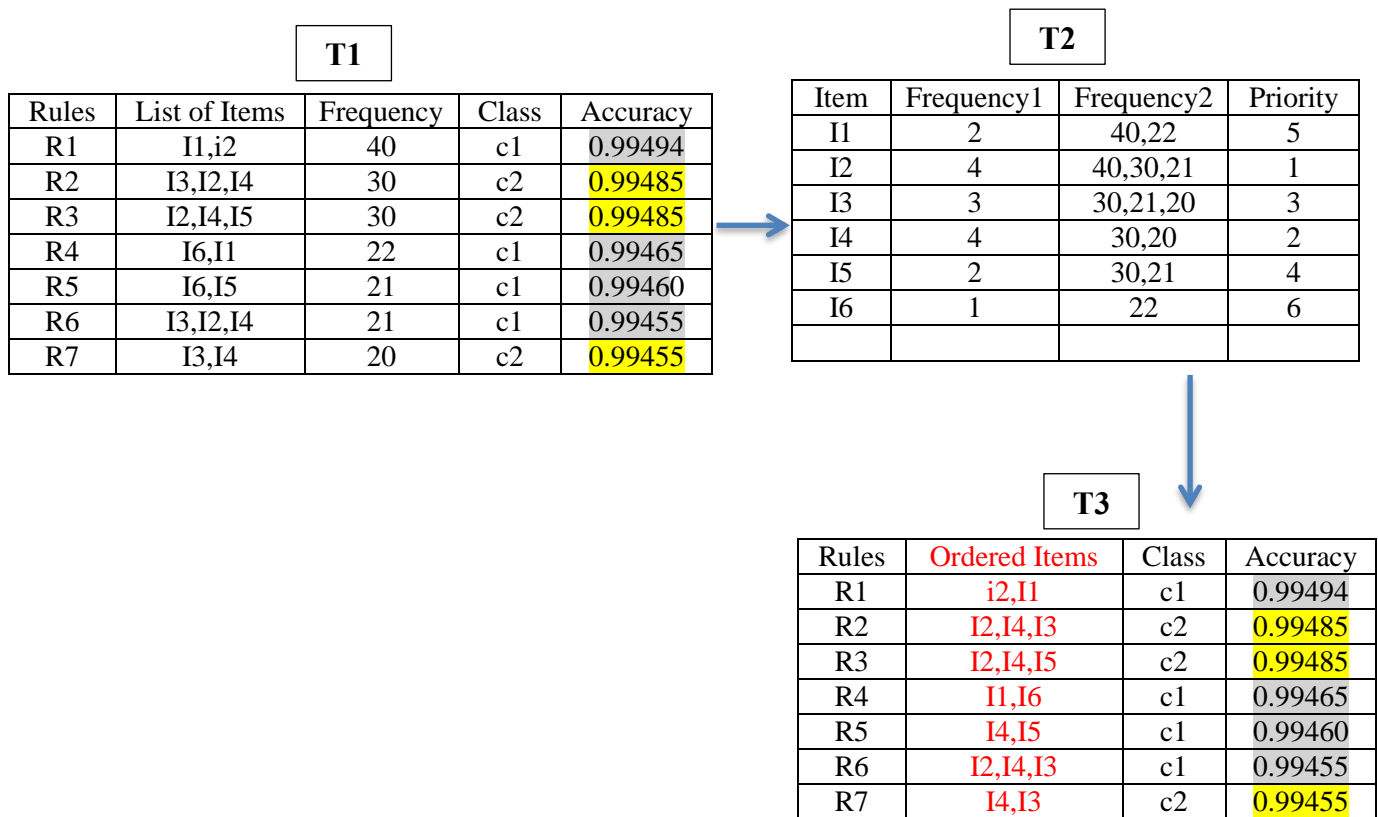 T1
Rules List of Items Frequency Class Accuracy
R1 I1,i2 40 c1 0.99494
R2 I3,I2,I4 30 c2 0.99485
R3 I2,I4,I5 30 c2 0.99485
R4 I6,I1 22 c1 0.99465
R5 I6,I5 21 c1 0.99460
R6 I3,I2,I4 21 c1 0.99455
R7 I3,I4 20 c2 0.99455
T2
Item Frequency1 Frequency2 Priority
I1 2 40,22 5
I2 4 40,30,21 1
I3 3 30,21,20 3
I4 4 30,20 2
I5 2 30,21 4
I6 1 22 6
T3
Rules Ordered Items Class Accuracy
R1 i2,I1 c1 0.99494
R2 I2,I4,I3 c2 0.99485
R3 I2,I4,I5 c2 0.99485
R4 I1,I6 c1 0.99465
R5 I4,I5 c1 0.99460
R6 I2,I4,I3 c1 0.99455
R7 I4,I3 c2 0.99455